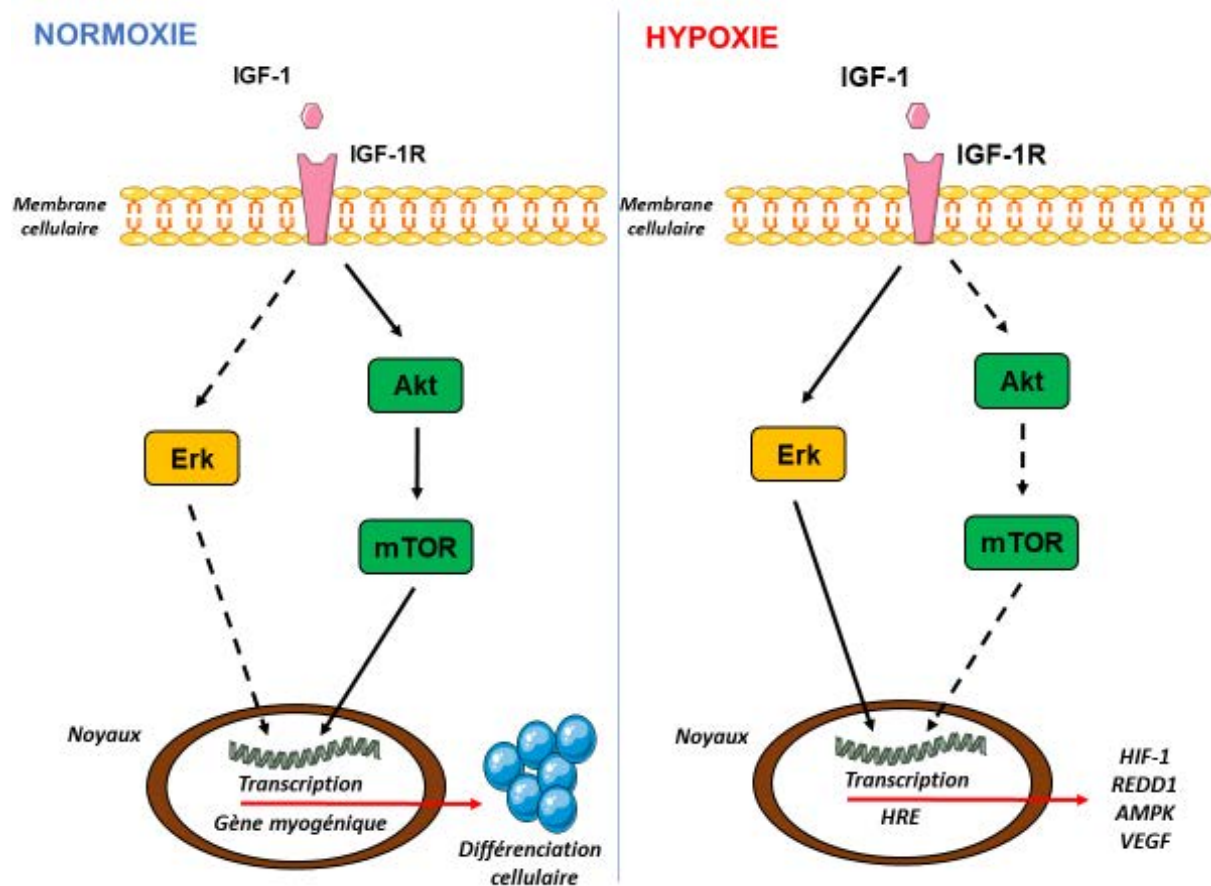 NORMOXIE
IGF-1
IGF-1R
Membrane
cellulaire
Akt
Erk
mTOR
Noyaux
Transcription
Gène myogénique
Différenciation
cellulaire
HYPOXIE
IGF-1
IGF-1R
Membrane
cellulaire
Akt
Erk
mTOR
Noyaux
Transcription
HRE
HIF-1
REDD1
AMPK
VEGF